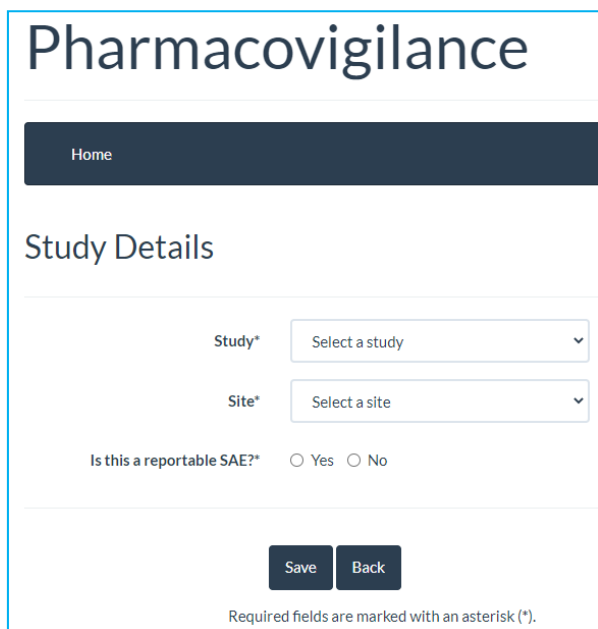 Pharmacovigilance
Home
Study Details
Study* Select a study
Site* Select a site
Is this a reportable SAE?* Yes No
Save Back
Required fields are marked with an asterisk (*).